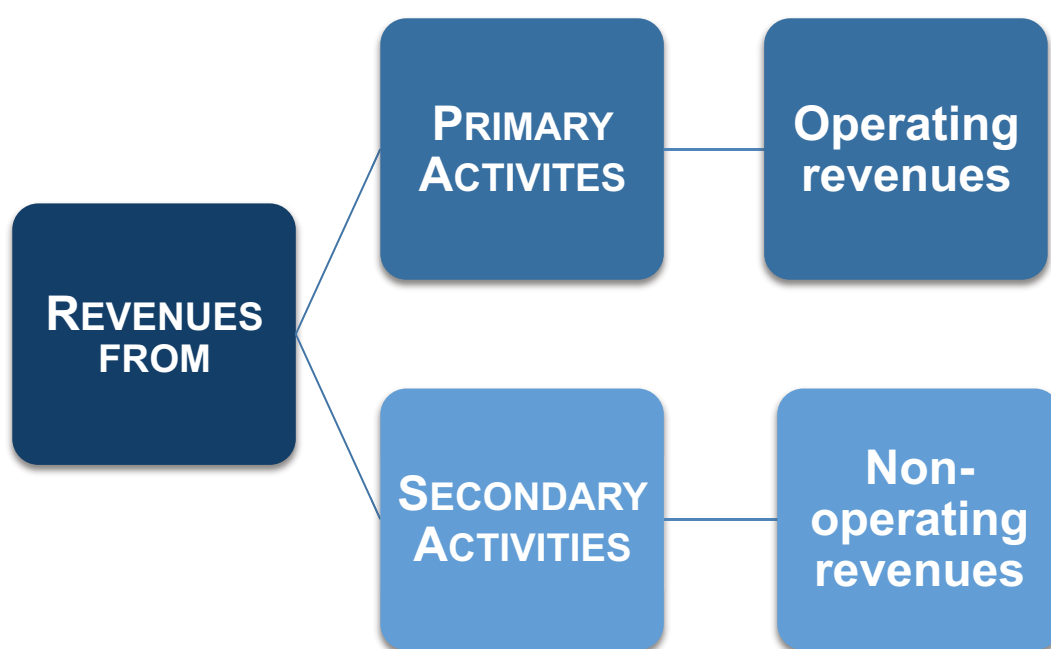 REVENUES
FROM
PRIMARY
ACTIVITES
Operating
revenues
SECONDARY
ACTIVITIES
Non-
operating
revenues